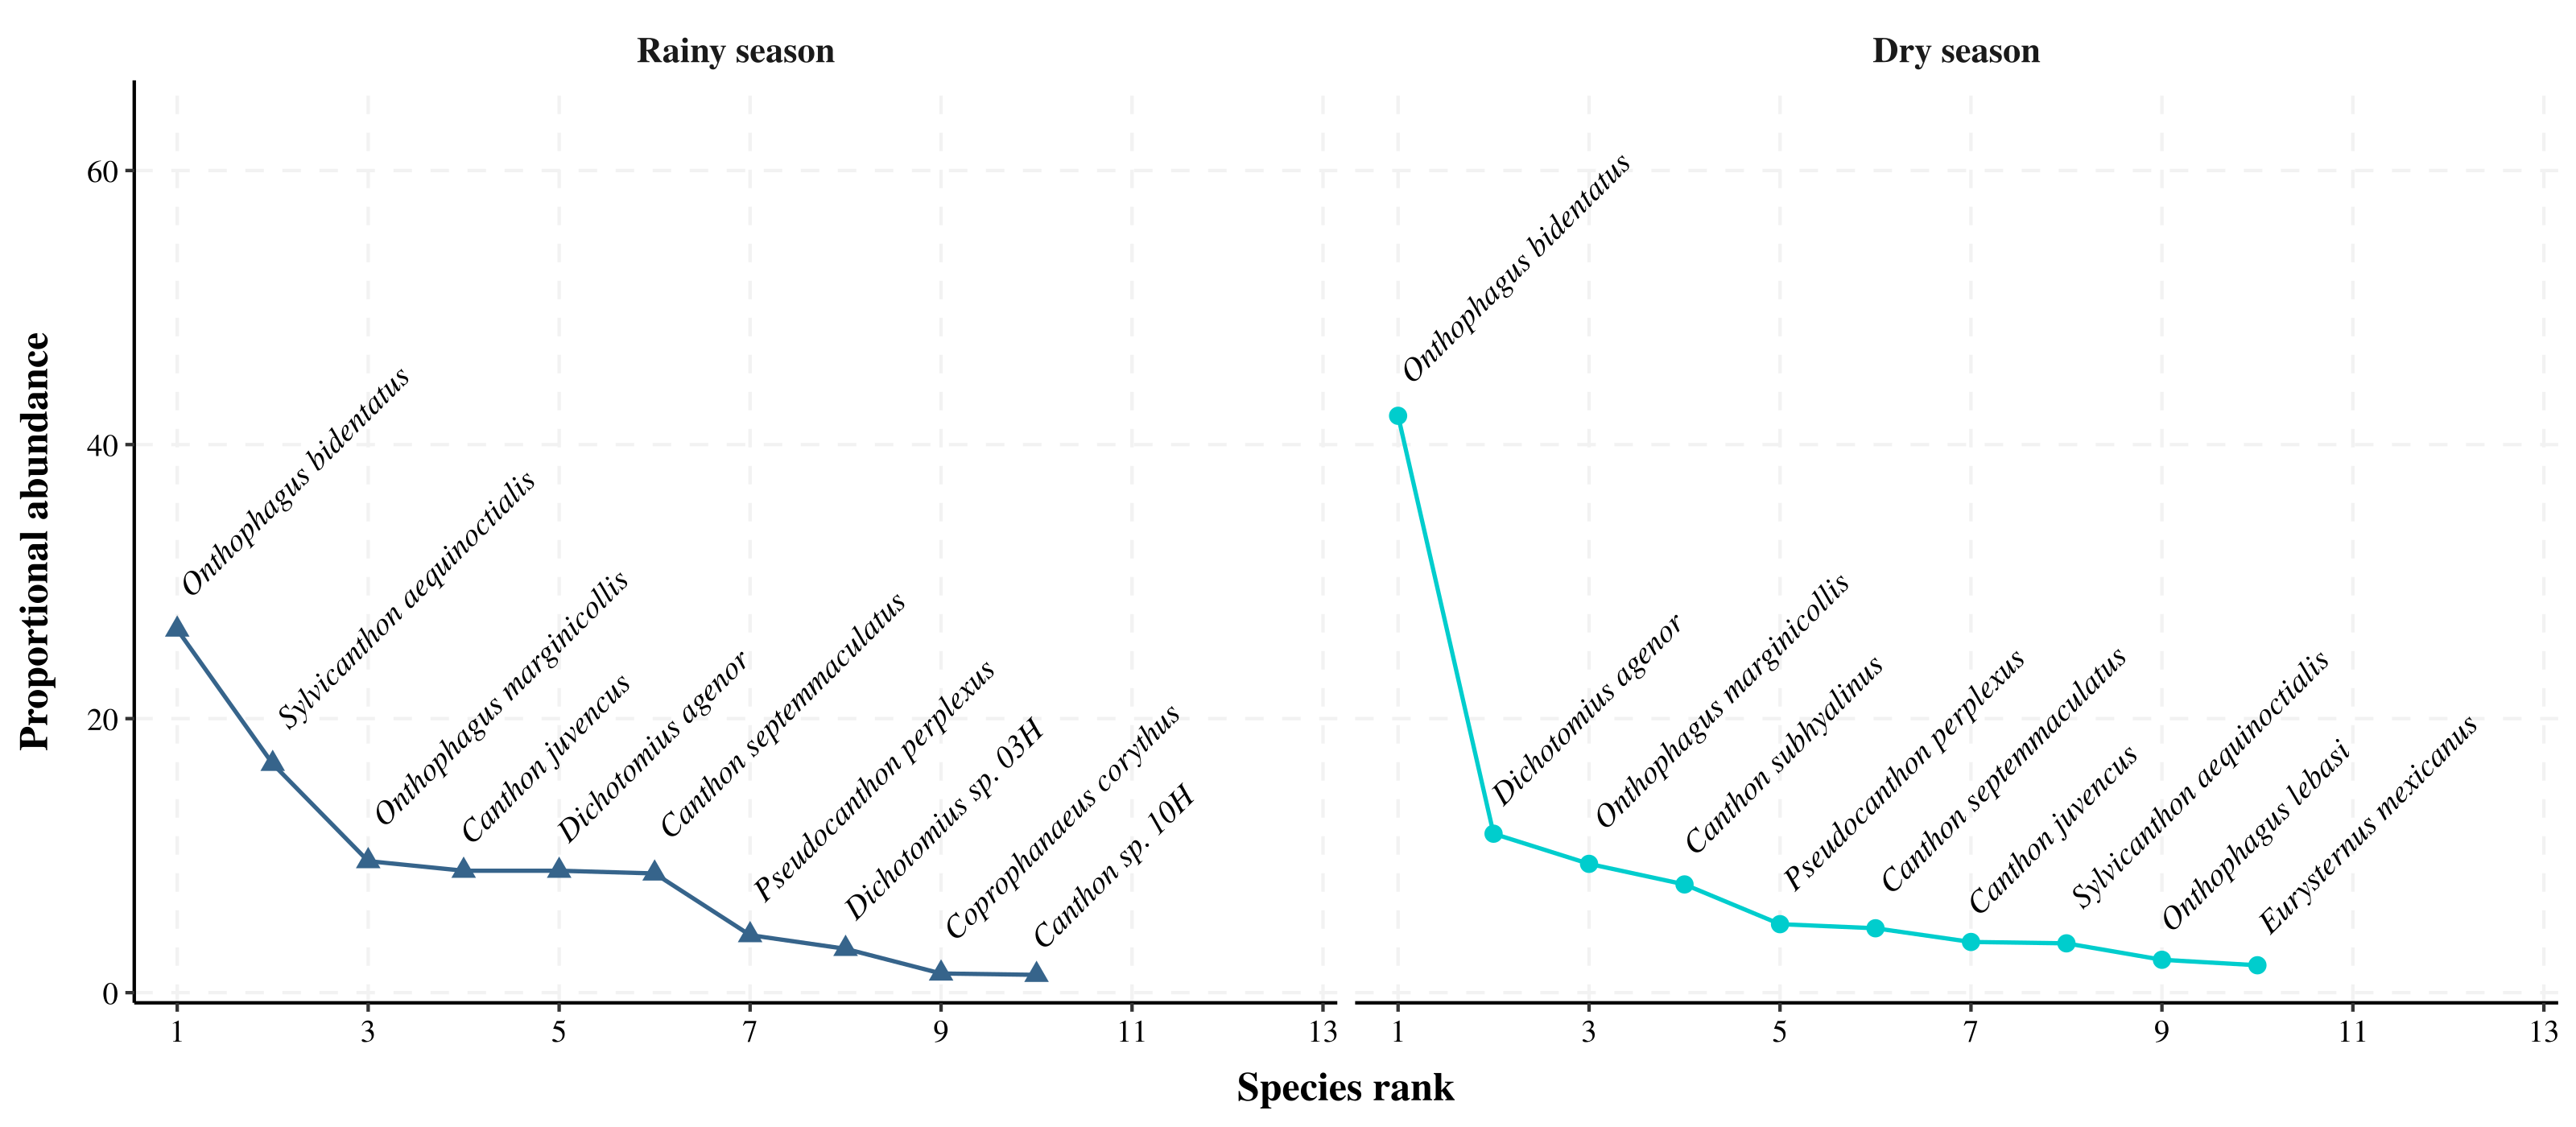 Rainy season
Dry season
Proportional abundance
60
40
20
0
Onthophagus bidentatus
Sylvicanthon aequinoctialis
Onthophagus marginicollis
Canthon juvencus
Dichotomius agenor
Canthon septemmaculatus
Pseudocanthon perplexus
Dichotomius sp. 03H
Coprophanaeus corythus
Canthon sp. 10H
1 3 5 7 9 11 13
Onthophagus bidentatus
Dichotomius agenor
Onthophagus marginicollis
Canthon subhyalinus
Pseudocanthon perplexus
Canthon septemmaculatus
Canthon juvencus
Sylvicanthon aequinoctialis
Onthophagus lebasi
Eurysternus mexicanus
1 3 5 7 9 11 13
Species rank